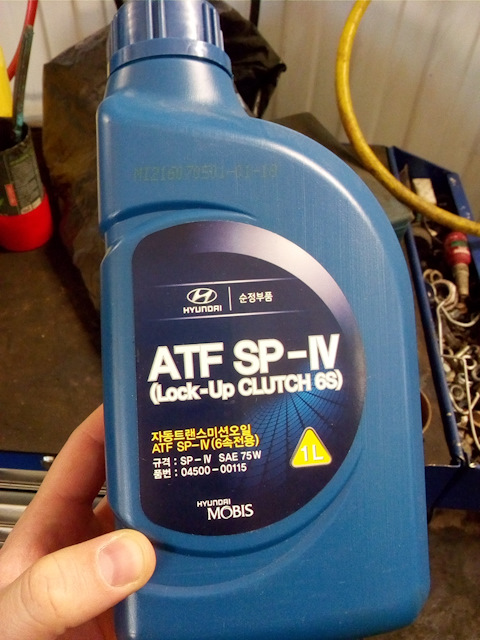 HYUNDAI
순정부품
ATF SP-IV
(Lock-Up CLUTCH 6S)
자동트랜스미션오일
ATF SP-IV(6속전용)
규격 : SP-IV SAE 75W
품번 : 04500-00115
1L
HYUNDAI
MOBIS